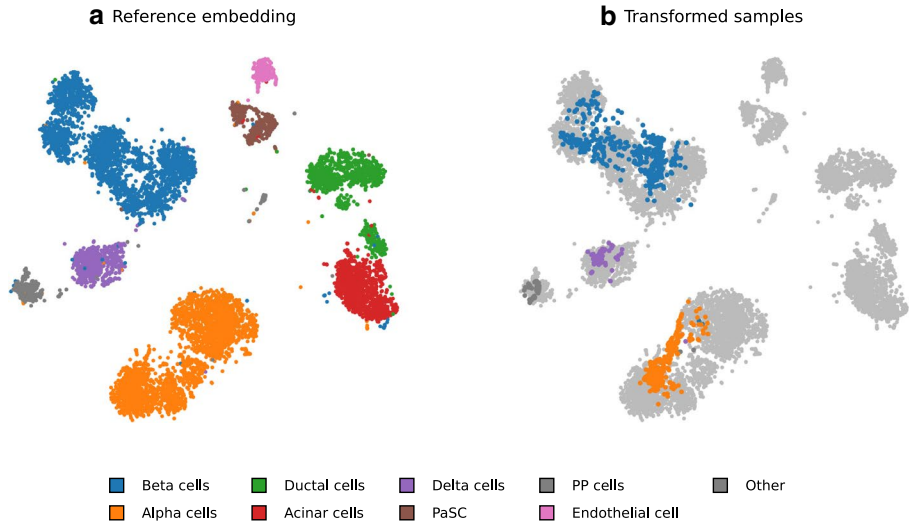 a Reference embedding
b Transformed samples
Beta cells
Ductal cells
Delta cells
PP cells
Other
Alpha cells
Acinar cells
PaSC
Endothelial cell